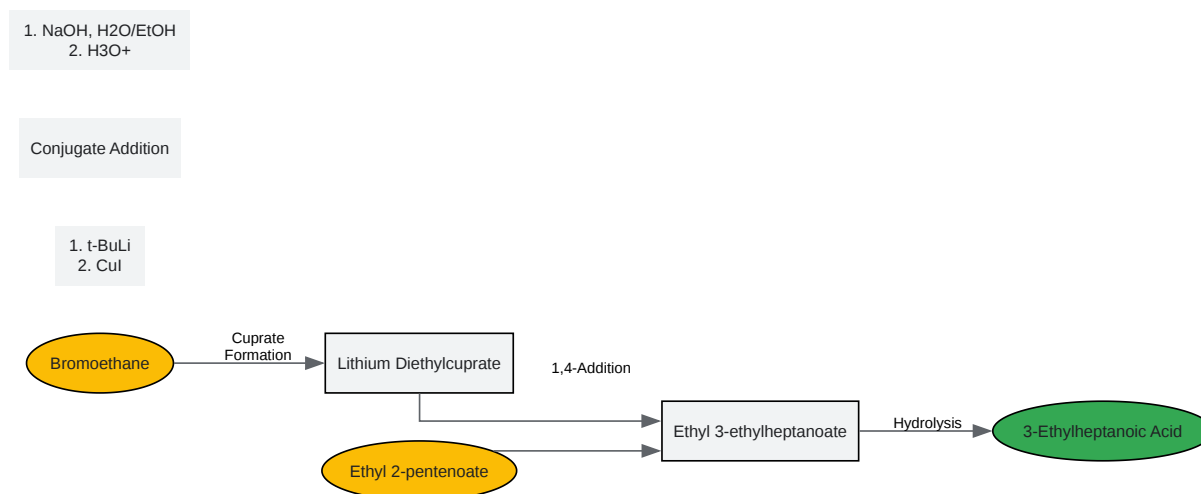 1. NaOH, H2O/EtOH
2. H3O+
Conjugate Addition
1. t-BuLi
2. CuI
Bromoethane
Cuprate
Formation
Lithium Diethylcuprate
1,4-Addition
Ethyl 2-pentenoate
Ethyl 3-ethylheptanoate
Hydrolysis
3-Ethylheptanoic Acid